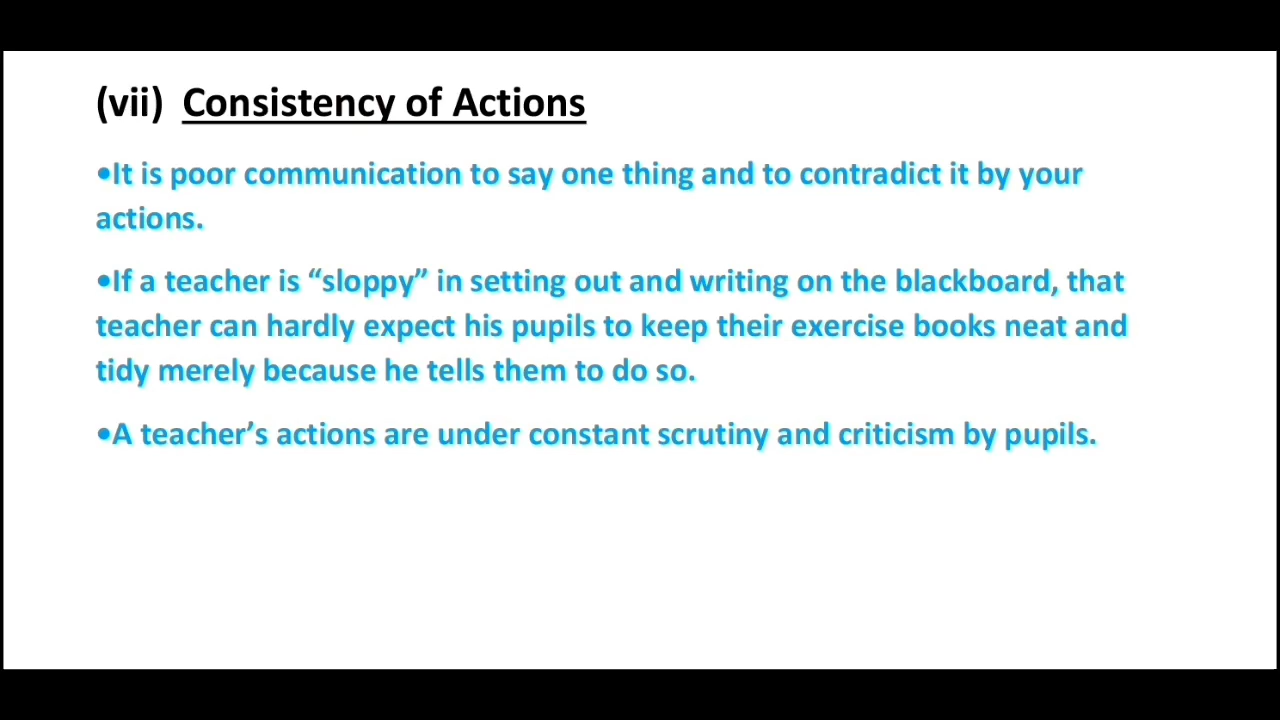 (vii) Consistency of Actions
•It is poor communication to say one thing and to contradict it by your
actions.
•If a teacher is “sloppy” in setting out and writing on the blackboard, that
teacher can hardly expect his pupils to keep their exercise books neat and
tidy merely because he tells them to do so.
•A teacher’s actions are under constant scrutiny and criticism by pupils.